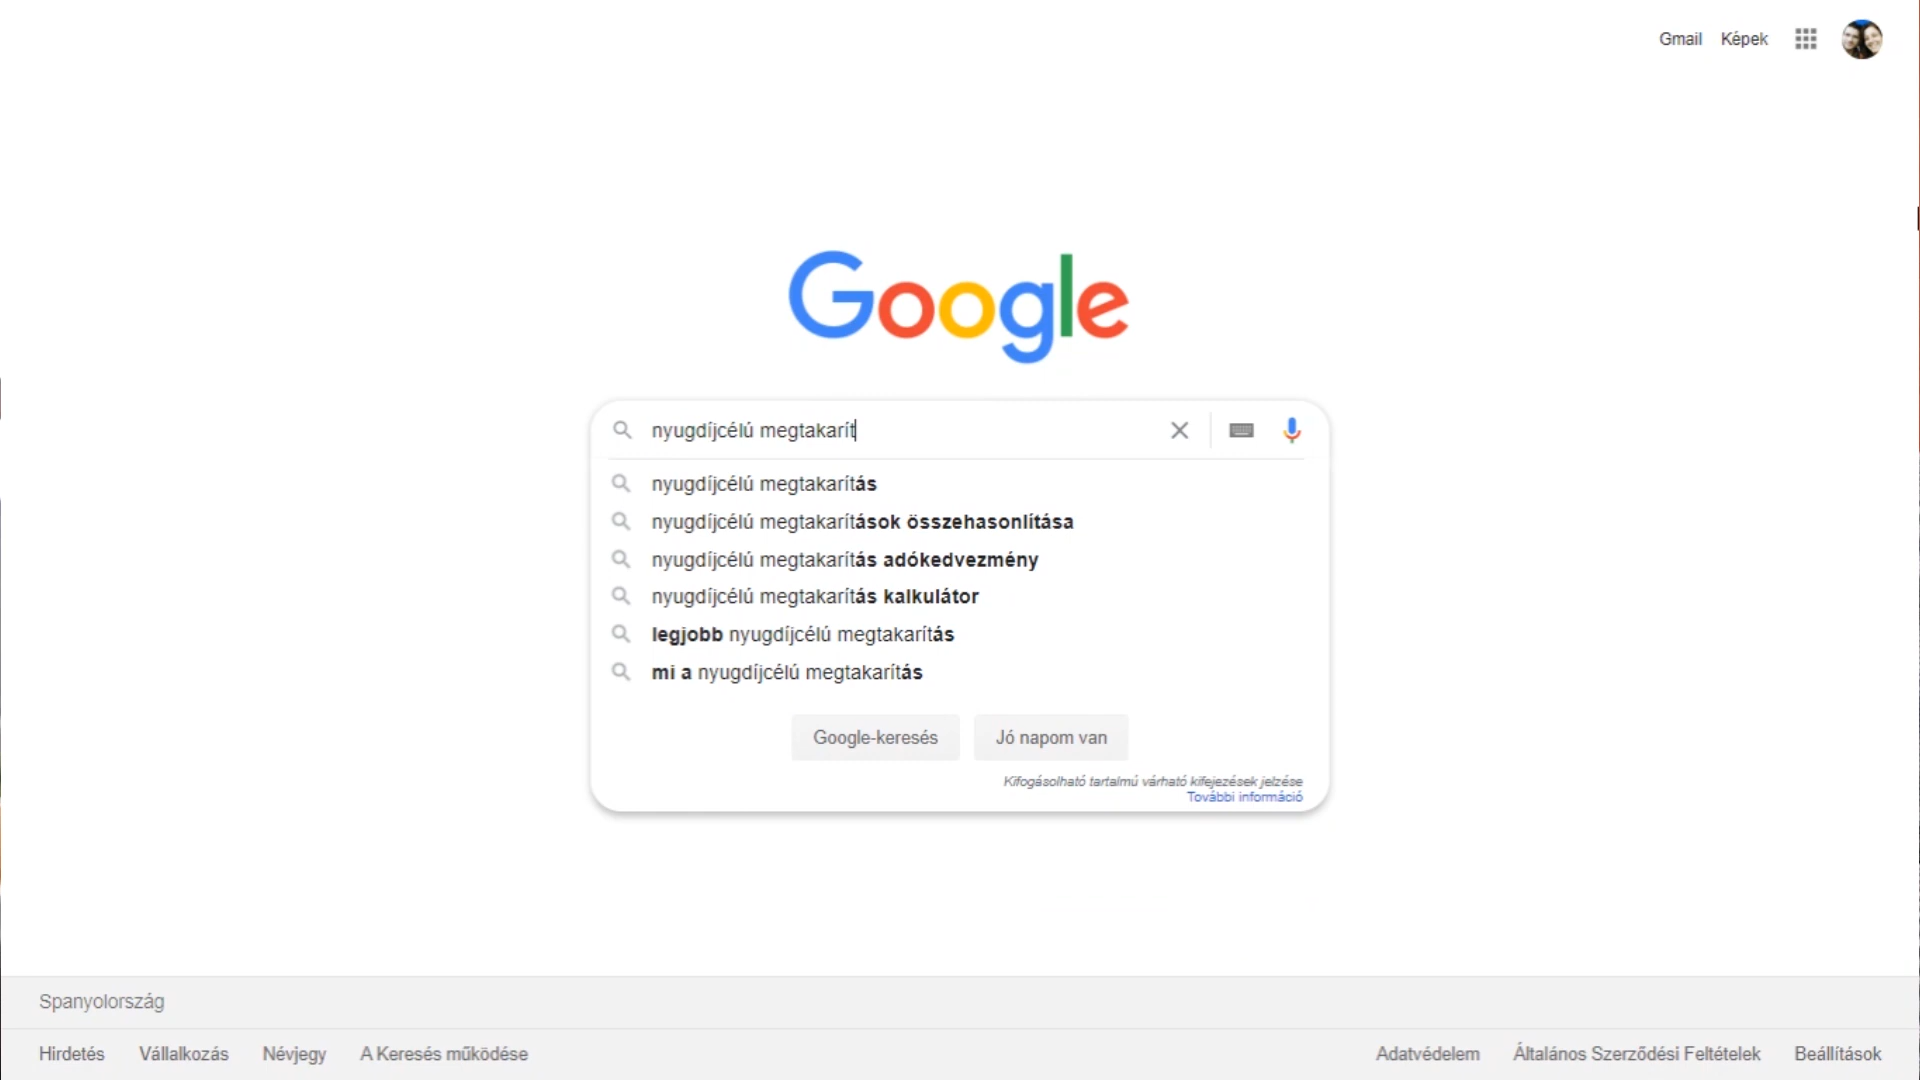 Gmail Képek
Google
nyugdíjcélú megtakarít
nyugdíjcélú megtakarítás
nyugdíjcélú megtakarítások összehasonlítása
nyugdíjcélú megtakarítás adókedvezmény
nyugdíjcélú megtakarítás kalkulátor
legjobb nyugdíjcélú megtakarítás
mi a nyugdíjcélú megtakarítás
Google-keresés Jó napom van
Kifogásolható tartalmú várható kifejezések jelzése
További információ
Spanyolország
Hirdetés Vállalkozás Névjegy A Keresés működése Adatvédelem Általános Szerződési Feltételek Beállítások